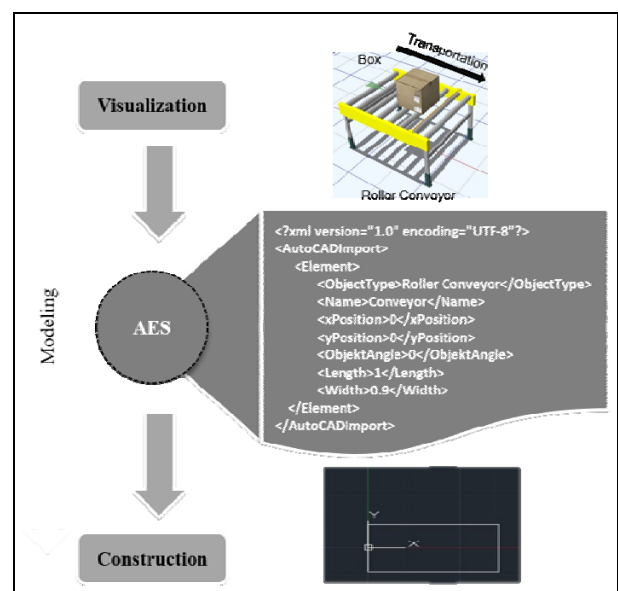 Transportation
Box
Visualization
Roller Conveyor
<?xml version="1.0" encoding="UTF-8"?>
<AutoCADImport>
<Element>
<ObjectType>Roller Conveyor</ObjectType>
<Name>Conveyor</Name>
<xPosition>0</xPosition>
<yPosition>0</yPosition>
<ObjektAngle>0</ObjektAngle>
<Length>1</Length>
<Width>0.9</Width>
</Element>
</AutoCADImport>
Modeling
AES
Y
X
Construction